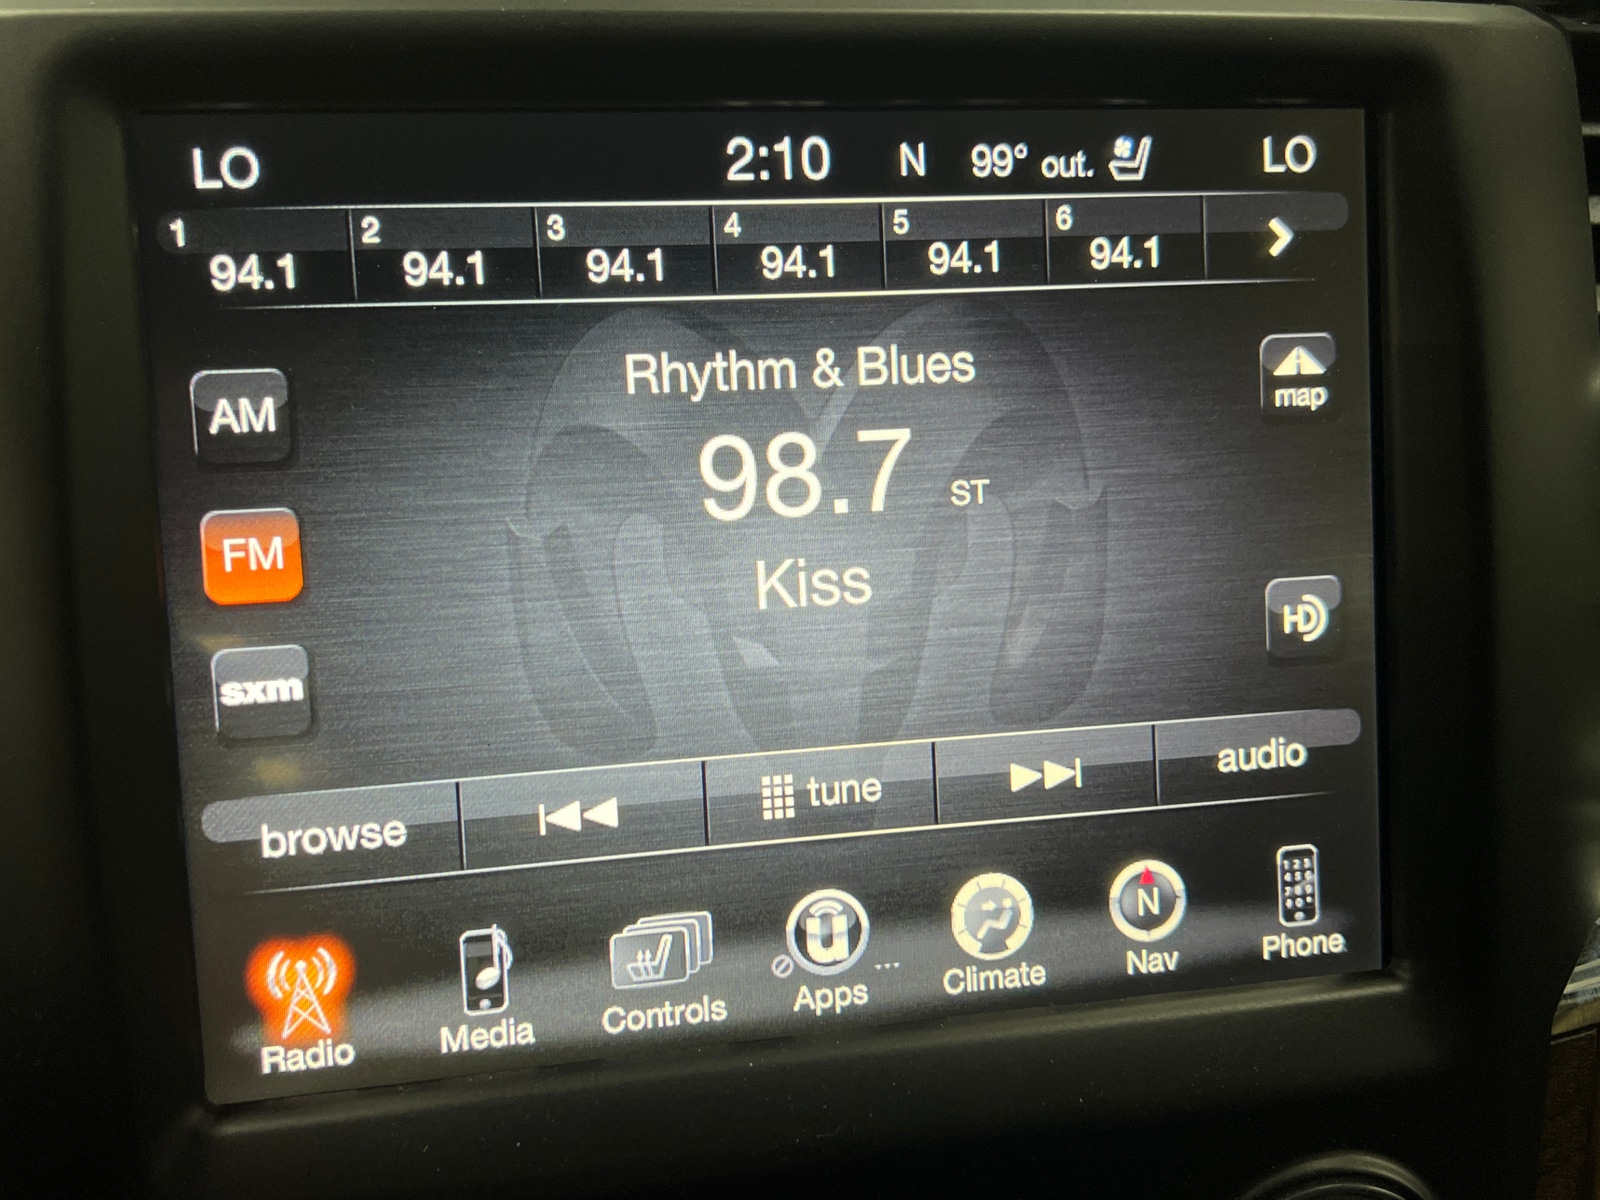 LO 2:10 N 99° out. LO
1 2 3 4 5 6
94.1 94.1 94.1 94.1 94.1 94.1
Rhythm & Blues
map
AM
98.7 ST
FM
Kiss
HD
sxm
browse tune audio
Radio Media Controls Apps Climate N Nav Phone